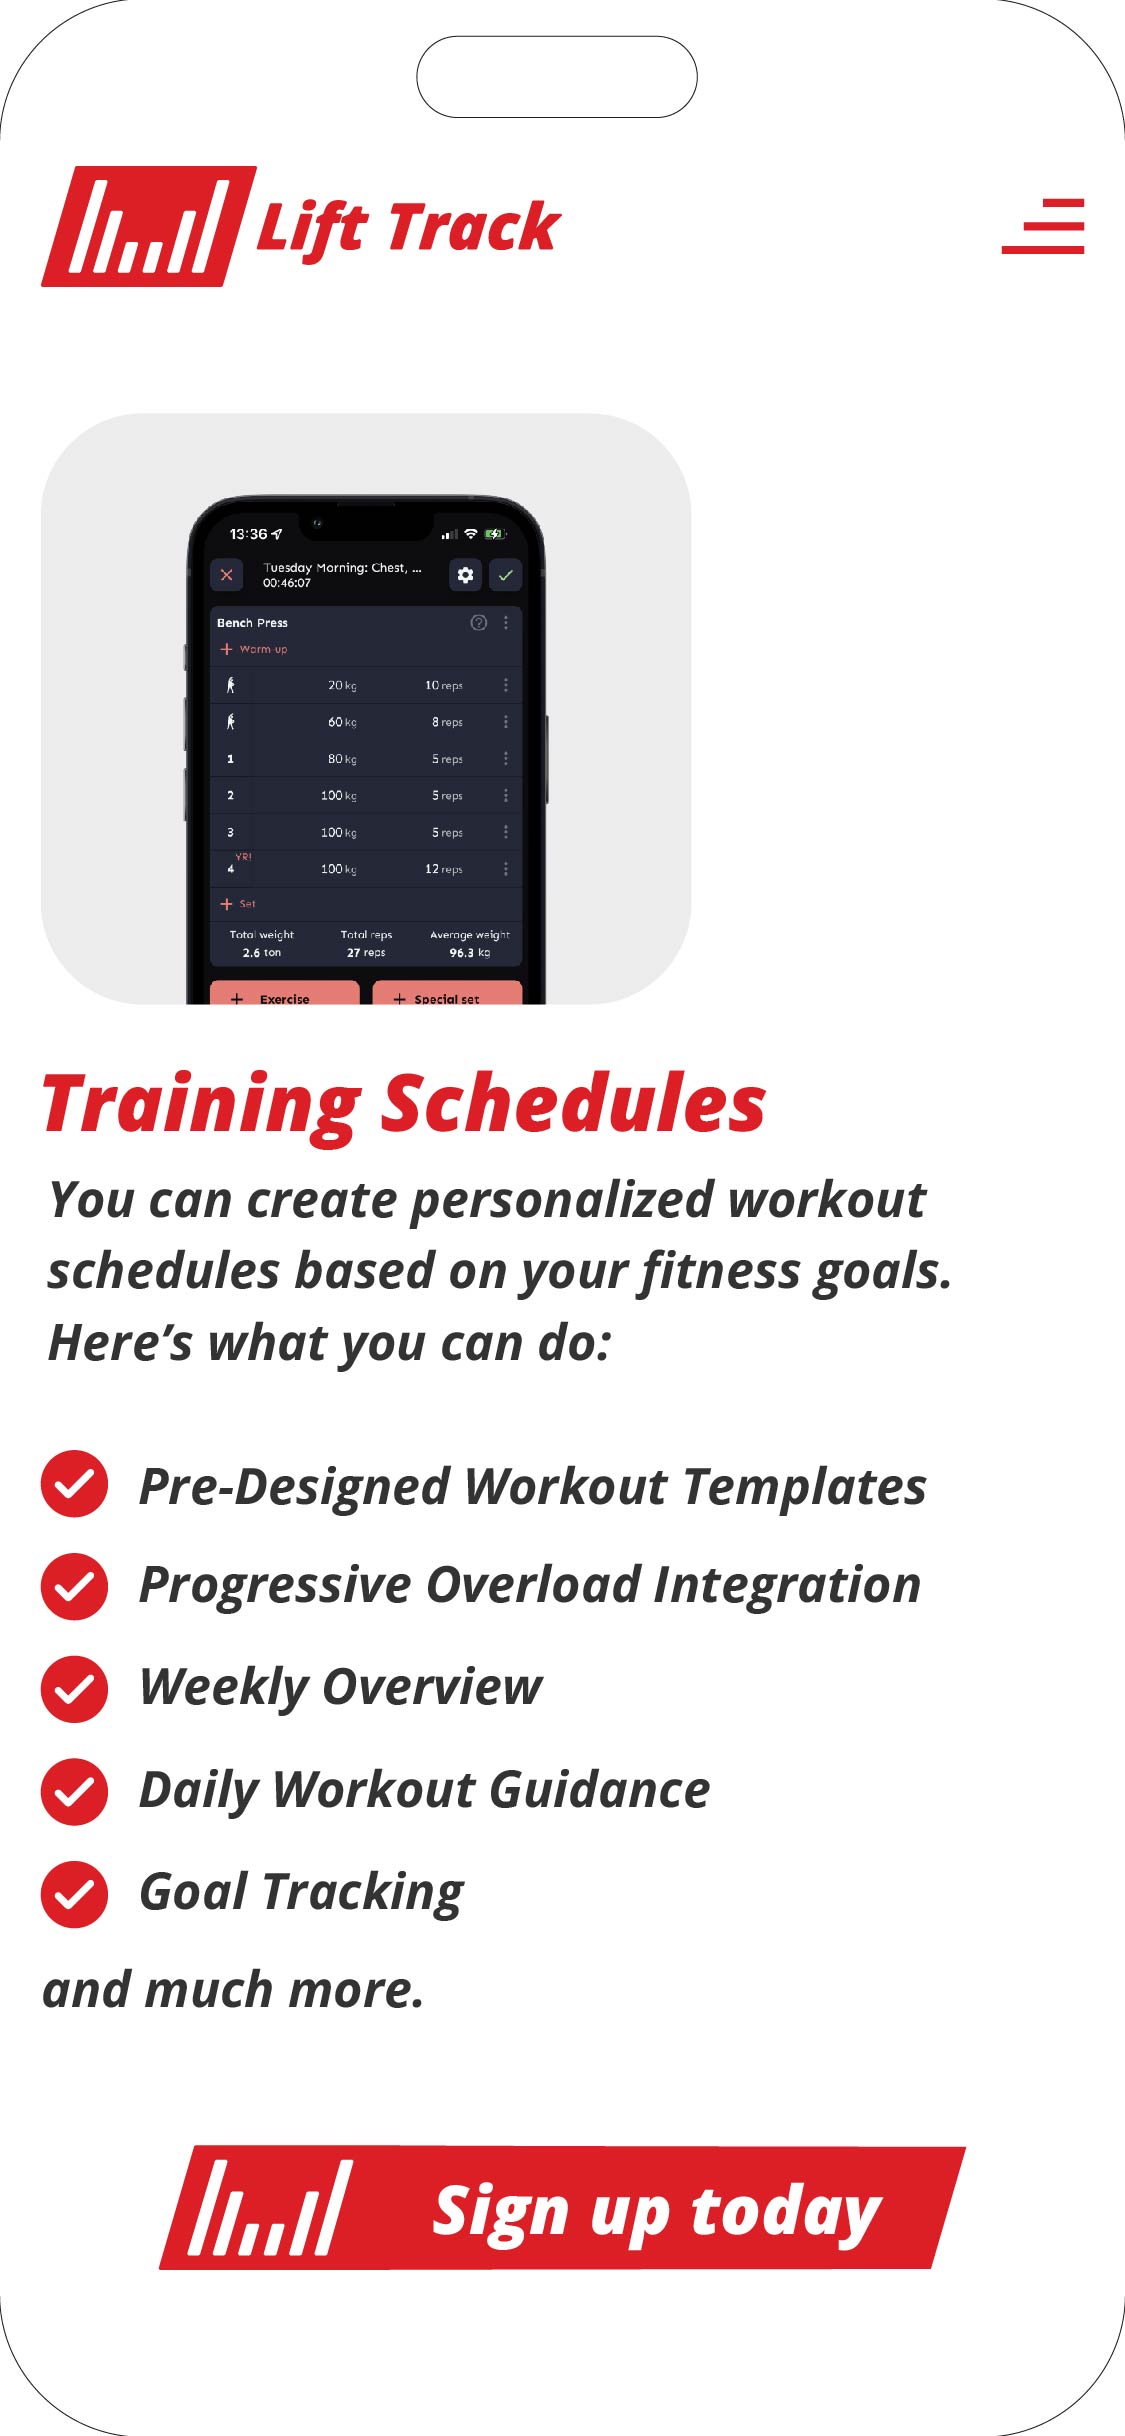 Lift Track
13:36
Tuesday Morning: Chest, ...
00:46:07
Bench Press
+ Warm-up
20 kg 10 reps
60 kg 8 reps
1 80 kg 5 reps
2 100 kg 5 reps
3 100 kg 5 reps
YR!
4 100 kg 12 reps
+ Set
Total weight Total reps Average weight
2.6 ton 27 reps 96.3 kg
+ Exercise + Special set
Training Schedules
You can create personalized workout
schedules based on your fitness goals.
Here’s what you can do:
Pre-Designed Workout Templates
Progressive Overload Integration
Weekly Overview
Daily Workout Guidance
Goal Tracking
and much more.
Sign up today